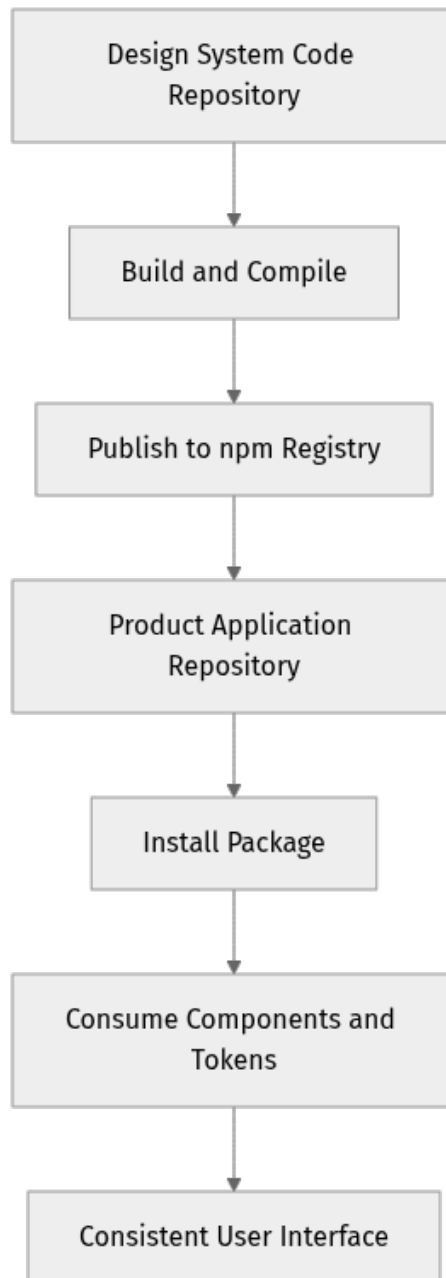 Design System Code
Repository
Build and Compile
Publish to npm Registry
Product Application
Repository
Install Package
Consume Components and
Tokens
Consistent User Interface